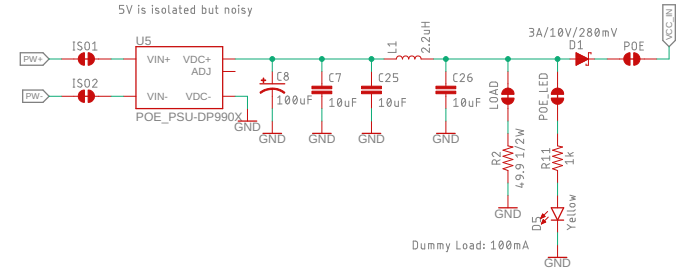 5V is isolated but noisy
VCC_IN
3A/10V/280mV
D1
POE
PW+
ISO1
U5
VIN+
VDC+
ADJ
L1
2.2uH
PW-
ISO2
VIN-
VDC-
POE_PSU-DP990X
GND
C8
100uF
GND
C7
10uF
GND
C25
10uF
GND
C26
10uF
GND
LOAD
R2
49.9 1/2W
GND
POE_LED
R11
1k
D5
Yellow
GND
Dummy Load: 100mA